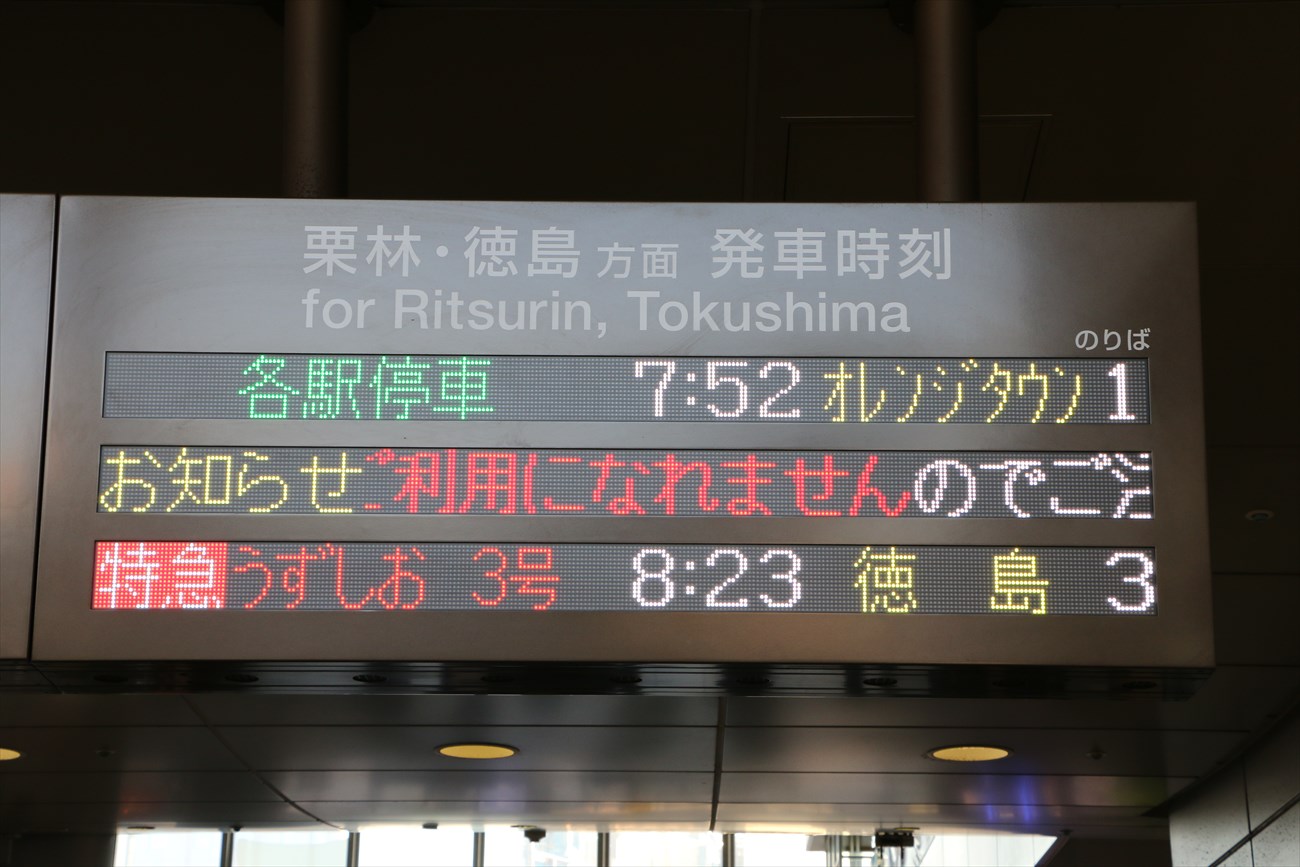 栗林・徳島 方面 発車時刻
for Ritsurin, Tokushima
のりば
各駅停車 7:52 オレンジタウン 1
お知らせ ご利用になれませんのでご
特急 うずしお 3号 8:23 徳島 3